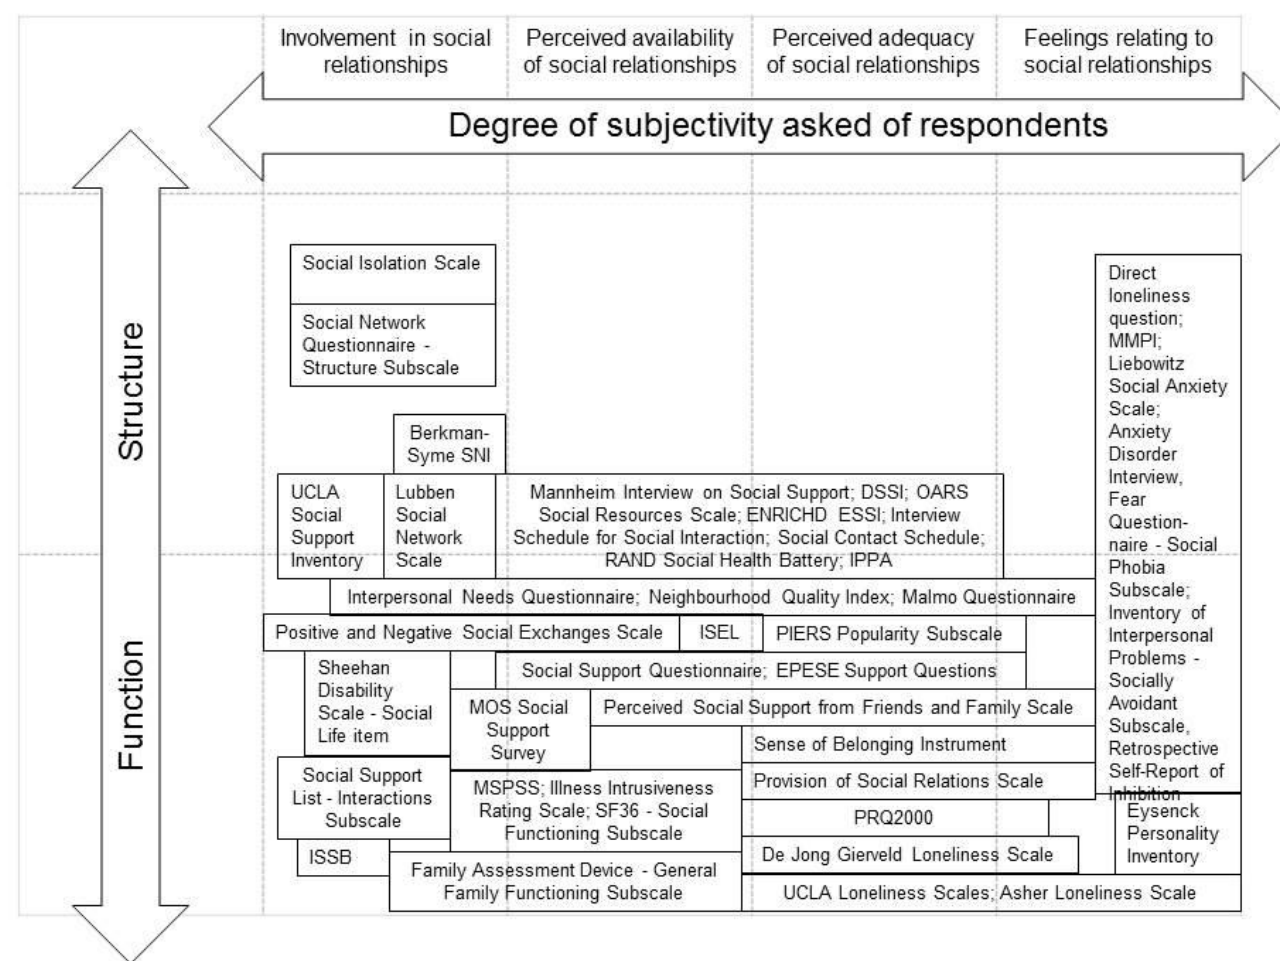 Involvement in social
relationships
Perceived availability
of social relationships
Perceived adequacy
of social relationships
Feelings relating to
social relationships
Degree of subjectivity asked of respondents
Structure
Function
Social Isolation Scale
Social Network
Questionnaire -
Structure Subscale
Berkman-
Syme SNI
UCLA
Social
Support
Inventory
Lubben
Social
Network
Scale
Mannheim Interview on Social Support; DSSI; OARS
Social Resources Scale; ENRICHD ESSI; Interview
Schedule for Social Interaction; Social Contact Schedule;
RAND Social Health Battery; IPPA
Interpersonal Needs Questionnaire; Neighbourhood Quality Index; Malmo Questionnaire
Positive and Negative Social Exchanges Scale
ISEL
PIERS Popularity Subscale
Sheehan
Disability
Scale - Social
Life item
Social Support Questionnaire; EPESE Support Questions
MOS Social
Support
Survey
Perceived Social Support from Friends and Family Scale
Sense of Belonging Instrument
Social Support
List - Interactions
Subscale
MSPSS; Illness Intrusiveness
Rating Scale; SF36 - Social
Functioning Subscale
Provision of Social Relations Scale
PRQ2000
ISSB
Family Assessment Device - General
Family Functioning Subscale
De Jong Gierveld Loneliness Scale
UCLA Loneliness Scales; Asher Loneliness Scale
Direct
loneliness
question;
MMPI;
Liebowitz
Social Anxiety
Scale;
Anxiety
Disorder
Interview,
Fear
Question-
naire - Social
Phobia
Subscale;
Inventory of
Interpersonal
Problems -
Socially
Avoidant
Subscale,
Retrospective
Self-Report of
Inhibition
Eysenck
Personality
Inventory